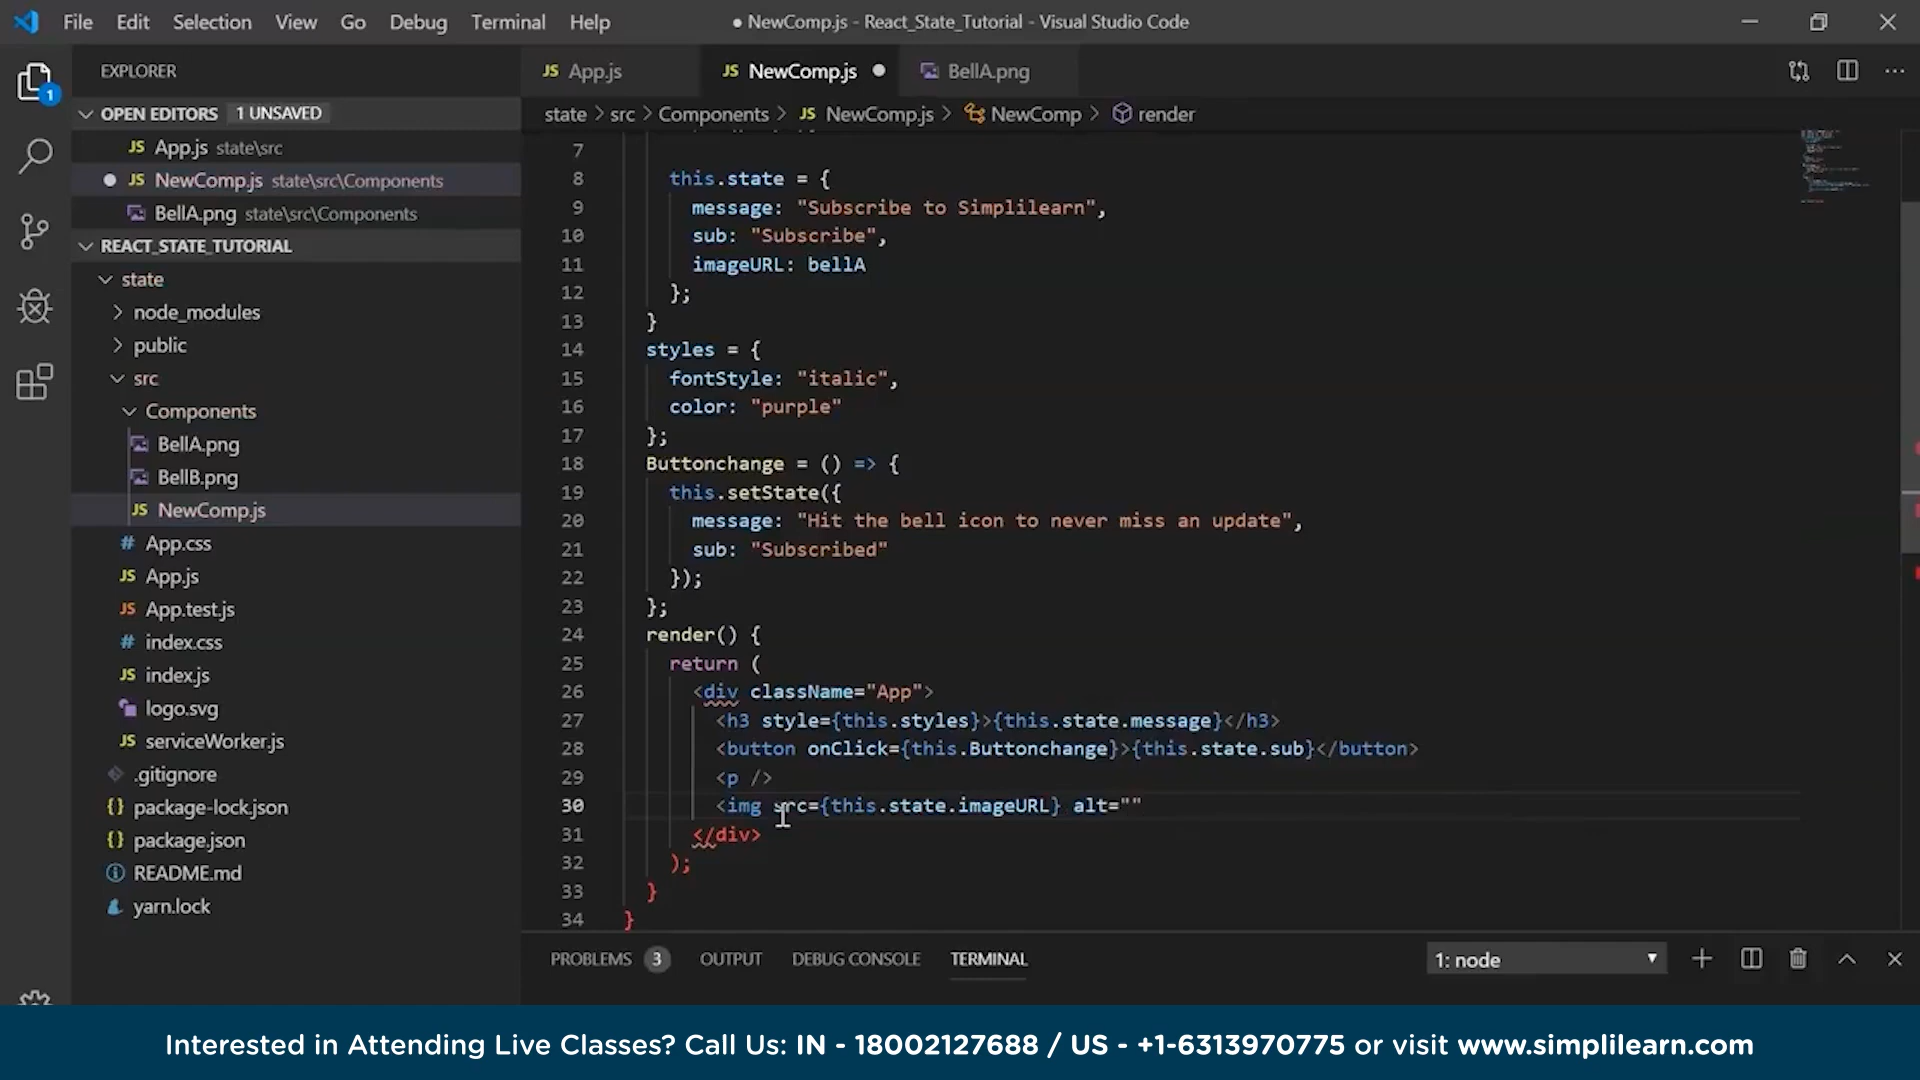 File Edit Selection View Go Debug Terminal Help
● NewComp.js - React_State_Tutorial - Visual Studio Code
EXPLORER
1
OPEN EDITORS 1 UNSAVED
JS App.js state\src
JS NewComp.js state\src\Components
BellA.png state\src\Components
REACT_STATE_TUTORIAL
state
node_modules
public
src
Components
BellA.png
BellB.png
JS NewComp.js
# App.css
JS App.js
JS App.test.js
# index.css
JS index.js
logo.svg
JS serviceWorker.js
.gitignore
{} package-lock.json
{} package.json
README.md
yarn.lock
JS App.js JS NewComp.js BellA.png
state > src > Components > JS NewComp.js > NewComp > render
7
8 this.state = {
9 message: "Subscribe to Simplilearn",
10 sub: "Subscribe",
11 imageURL: bellA
12 };
13 }
14 styles = {
15 fontStyle: "italic",
16 color: "purple"
17 };
18 Buttonchange = () => {
19 this.setState({
20 message: "Hit the bell icon to never miss an update",
21 sub: "Subscribed"
22 });
23 };
24 render() {
25 return (
26 <div className="App">
27 <h3 style={this.styles}>{this.state.message}</h3>
28 <button onClick={this.Buttonchange}>{this.state.sub}</button>
29 <p />
30 <img src={this.state.imageURL} alt=""
31 </div>
32 );
33 }
34 }
PROBLEMS 3 OUTPUT DEBUG CONSOLE TERMINAL
1: node
Interested in Attending Live Classes? Call Us: IN - 18002127688 / US - +1-6313970775 or visit www.simplilearn.com